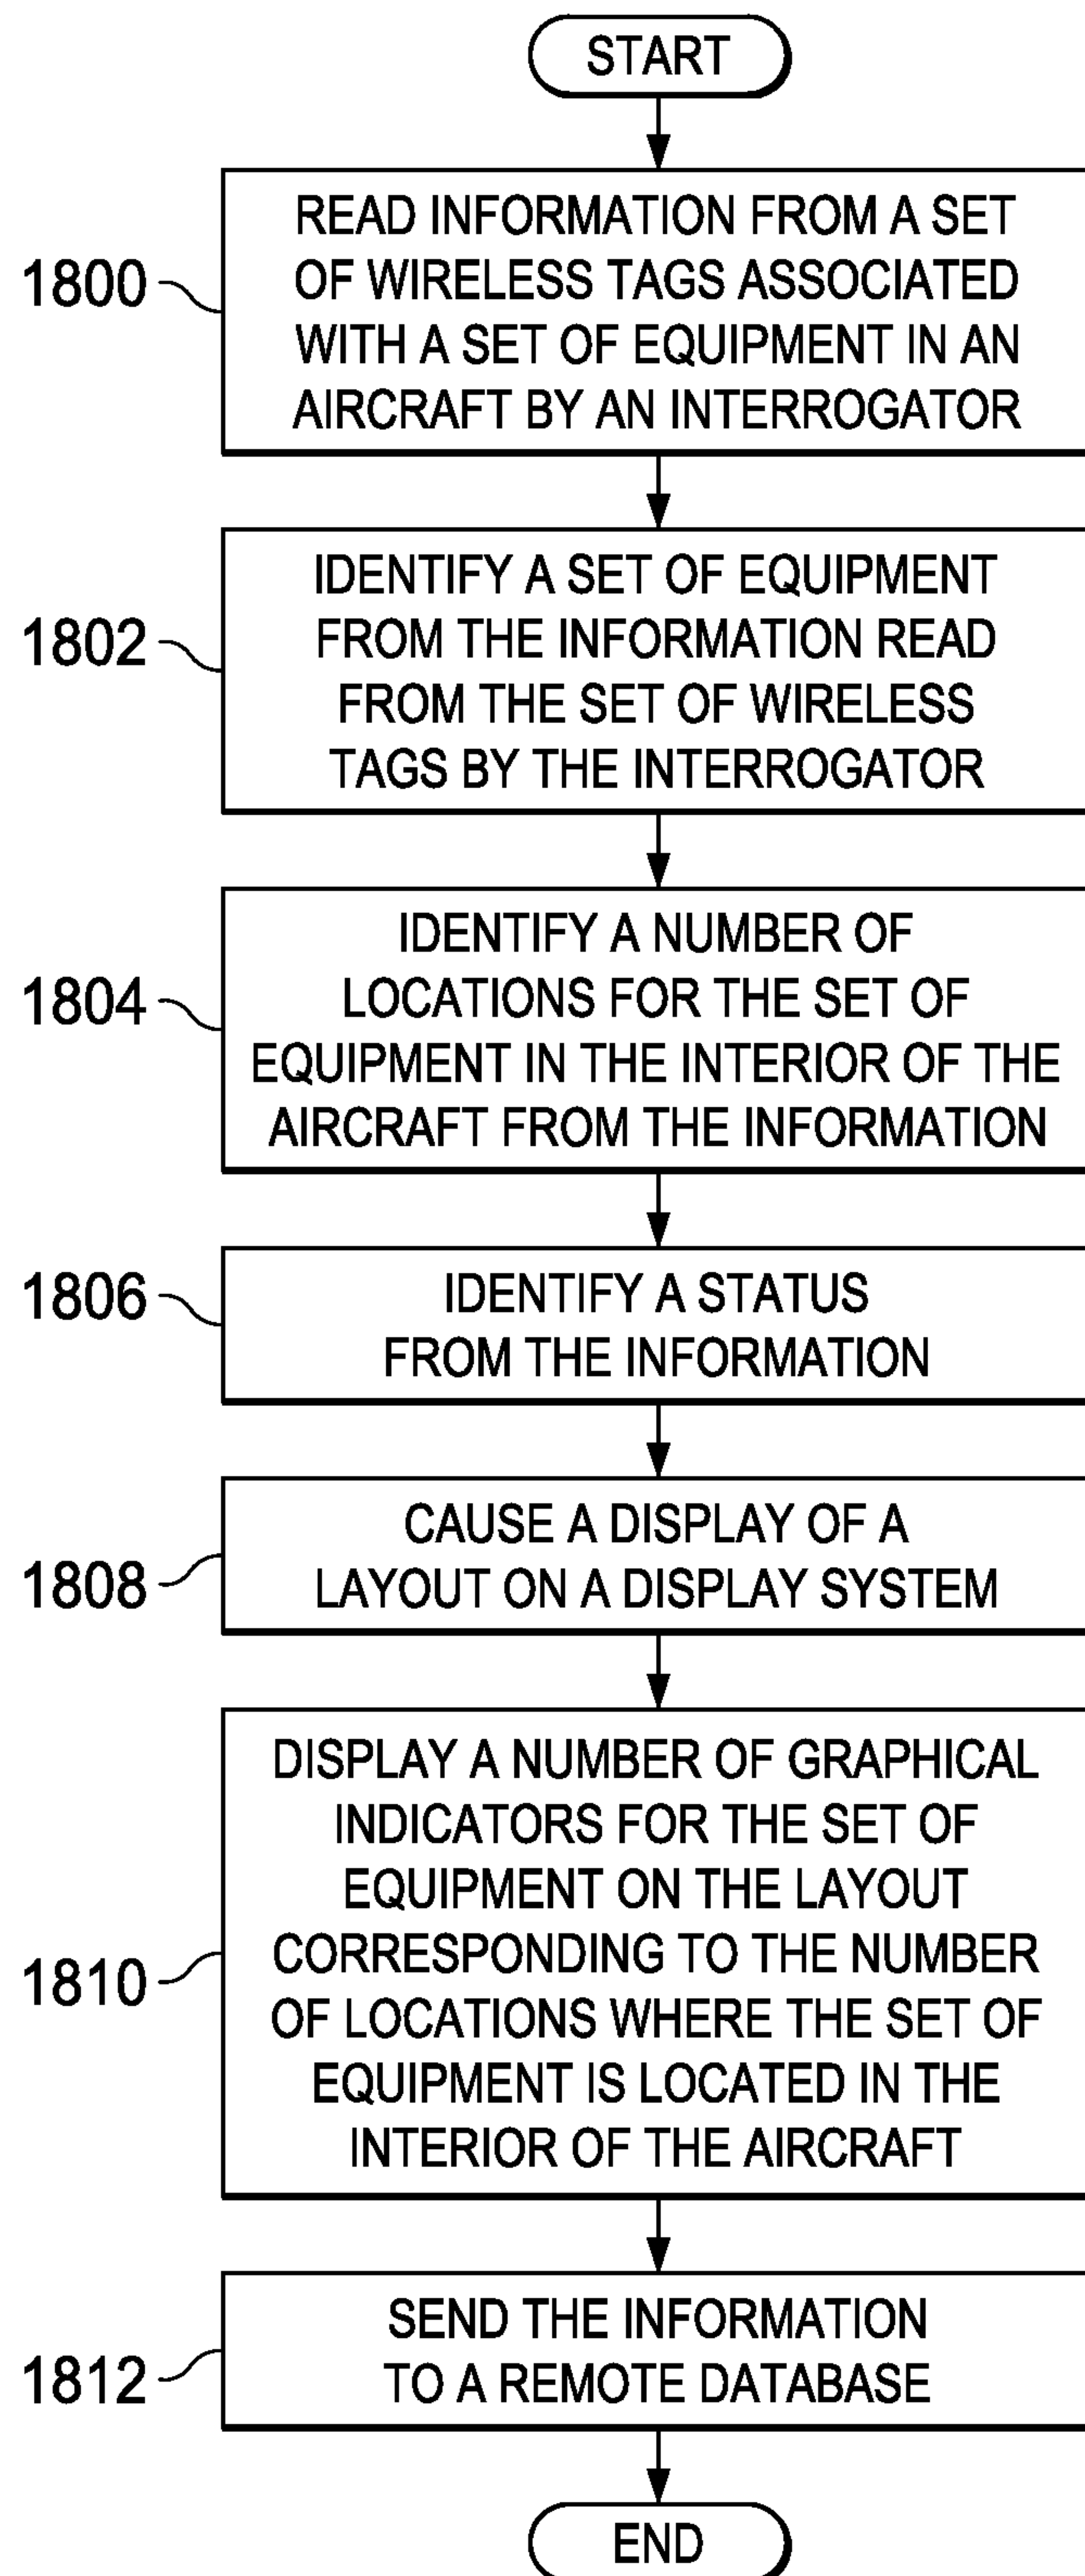 START
1800
READ INFORMATION FROM A SET
OF WIRELESS TAGS ASSOCIATED
WITH A SET OF EQUIPMENT IN AN
AIRCRAFT BY AN INTERROGATOR
1802
IDENTIFY A SET OF EQUIPMENT
FROM THE INFORMATION READ
FROM THE SET OF WIRELESS
TAGS BY THE INTERROGATOR
1804
IDENTIFY A NUMBER OF
LOCATIONS FOR THE SET OF
EQUIPMENT IN THE INTERIOR OF THE
AIRCRAFT FROM THE INFORMATION
1806
IDENTIFY A STATUS
FROM THE INFORMATION
1808
CAUSE A DISPLAY OF A
LAYOUT ON A DISPLAY SYSTEM
1810
DISPLAY A NUMBER OF GRAPHICAL
INDICATORS FOR THE SET OF
EQUIPMENT ON THE LAYOUT
CORRESPONDING TO THE NUMBER
OF LOCATIONS WHERE THE SET OF
EQUIPMENT IS LOCATED IN THE
INTERIOR OF THE AIRCRAFT
1812
SEND THE INFORMATION
TO A REMOTE DATABASE
END